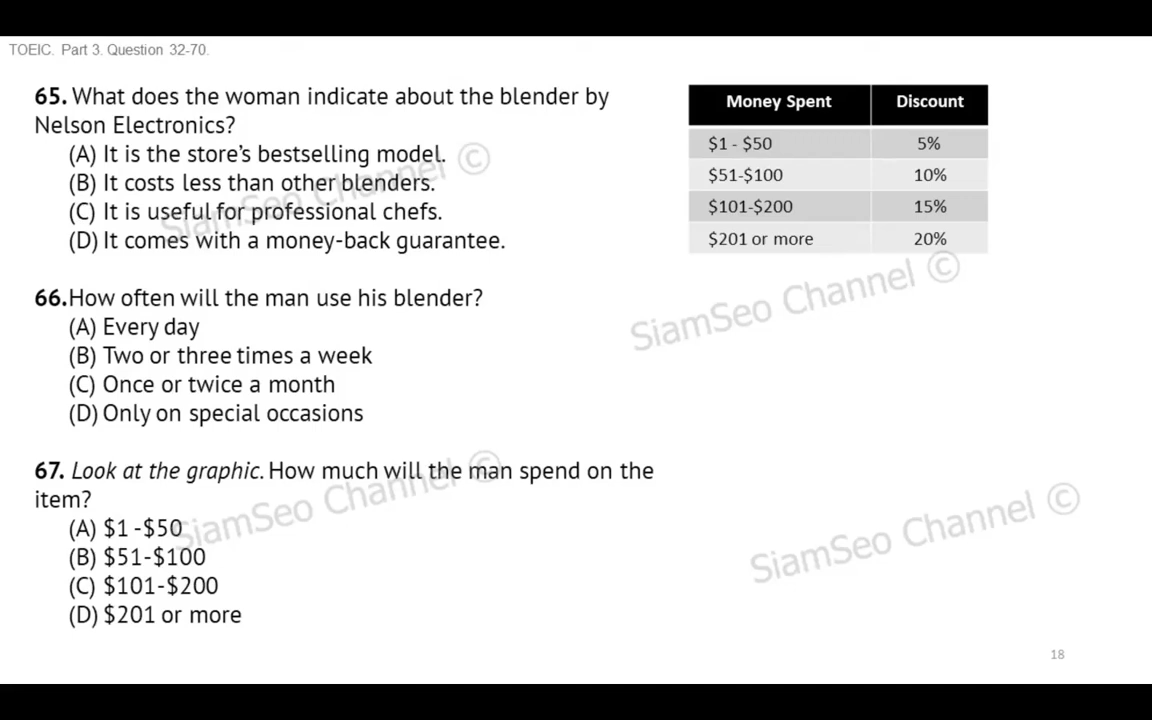 TOEIC. Part 3. Question 32-70.
65. What does the woman indicate about the blender by
Nelson Electronics?
(A) It is the store's bestselling model.
(B) It costs less than other blenders.
(C) It is useful for professional chefs.
(D) It comes with a money-back guarantee.
Money Spent Discount
$1 - $50 5%
$51-$100 10%
$101-$200 15%
$201 or more 20%
66.How often will the man use his blender?
(A) Every day
(B) Two or three times a week
(C) Once or twice a month
(D) Only on special occasions
67. Look at the graphic. How much will the man spend on the
item?
(A) $1 -$50
(B) $51-$100
(C) $101-$200
(D) $201 or more
SiamSeo Channel ©
SiamSeo Channel ©
SiamSeo Channel ©
SiamSeo Channel ©
18